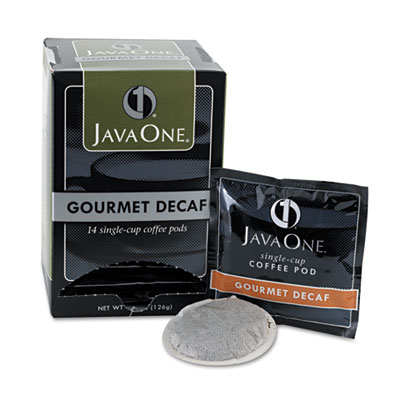 1
JAVAONE®
GOURMET DECAF
14 single-cup coffee pods
NET WT (126g)
1
JAVAONE
single-cup
COFFEE POD
GOURMET DECAF